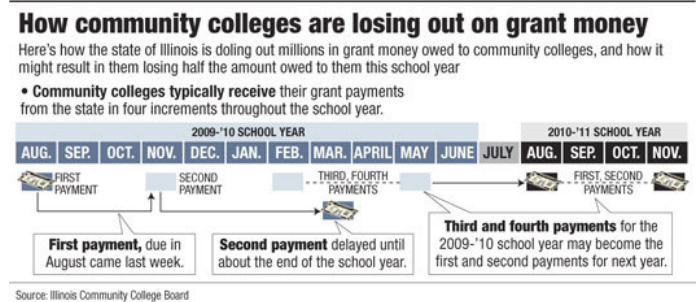 How community colleges are losing out on grant money
Here's how the state of Illinois is doling out millions in grant money owed to community colleges, and how it
might result in them losing half the amount owed to them this school year
• Community colleges typically receive their grant payments
from the state in four increments throughout the school year.
2009-'10 SCHOOL YEAR
2010-'11 SCHOOL YEAR
AUG. SEP. OCT. NOV. DEC. JAN. FEB. MAR. APRIL MAY JUNE JULY AUG. SEP. OCT. NOV.
FIRST
PAYMENT
SECOND
PAYMENT
THIRD, FOURTH
PAYMENTS
FIRST, SECOND
PAYMENTS
First payment, due in
August came last week.
Second payment delayed until
about the end of the school year.
Third and fourth payments for the
2009-'10 school year may become the
first and second payments for next year.
Source: Illinois Community College Board